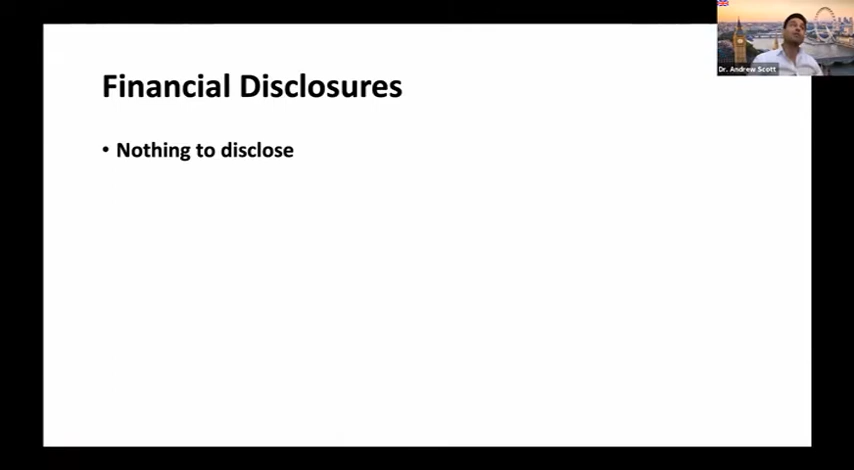 Financial Disclosures
• Nothing to disclose
Dr. Andrew Scott